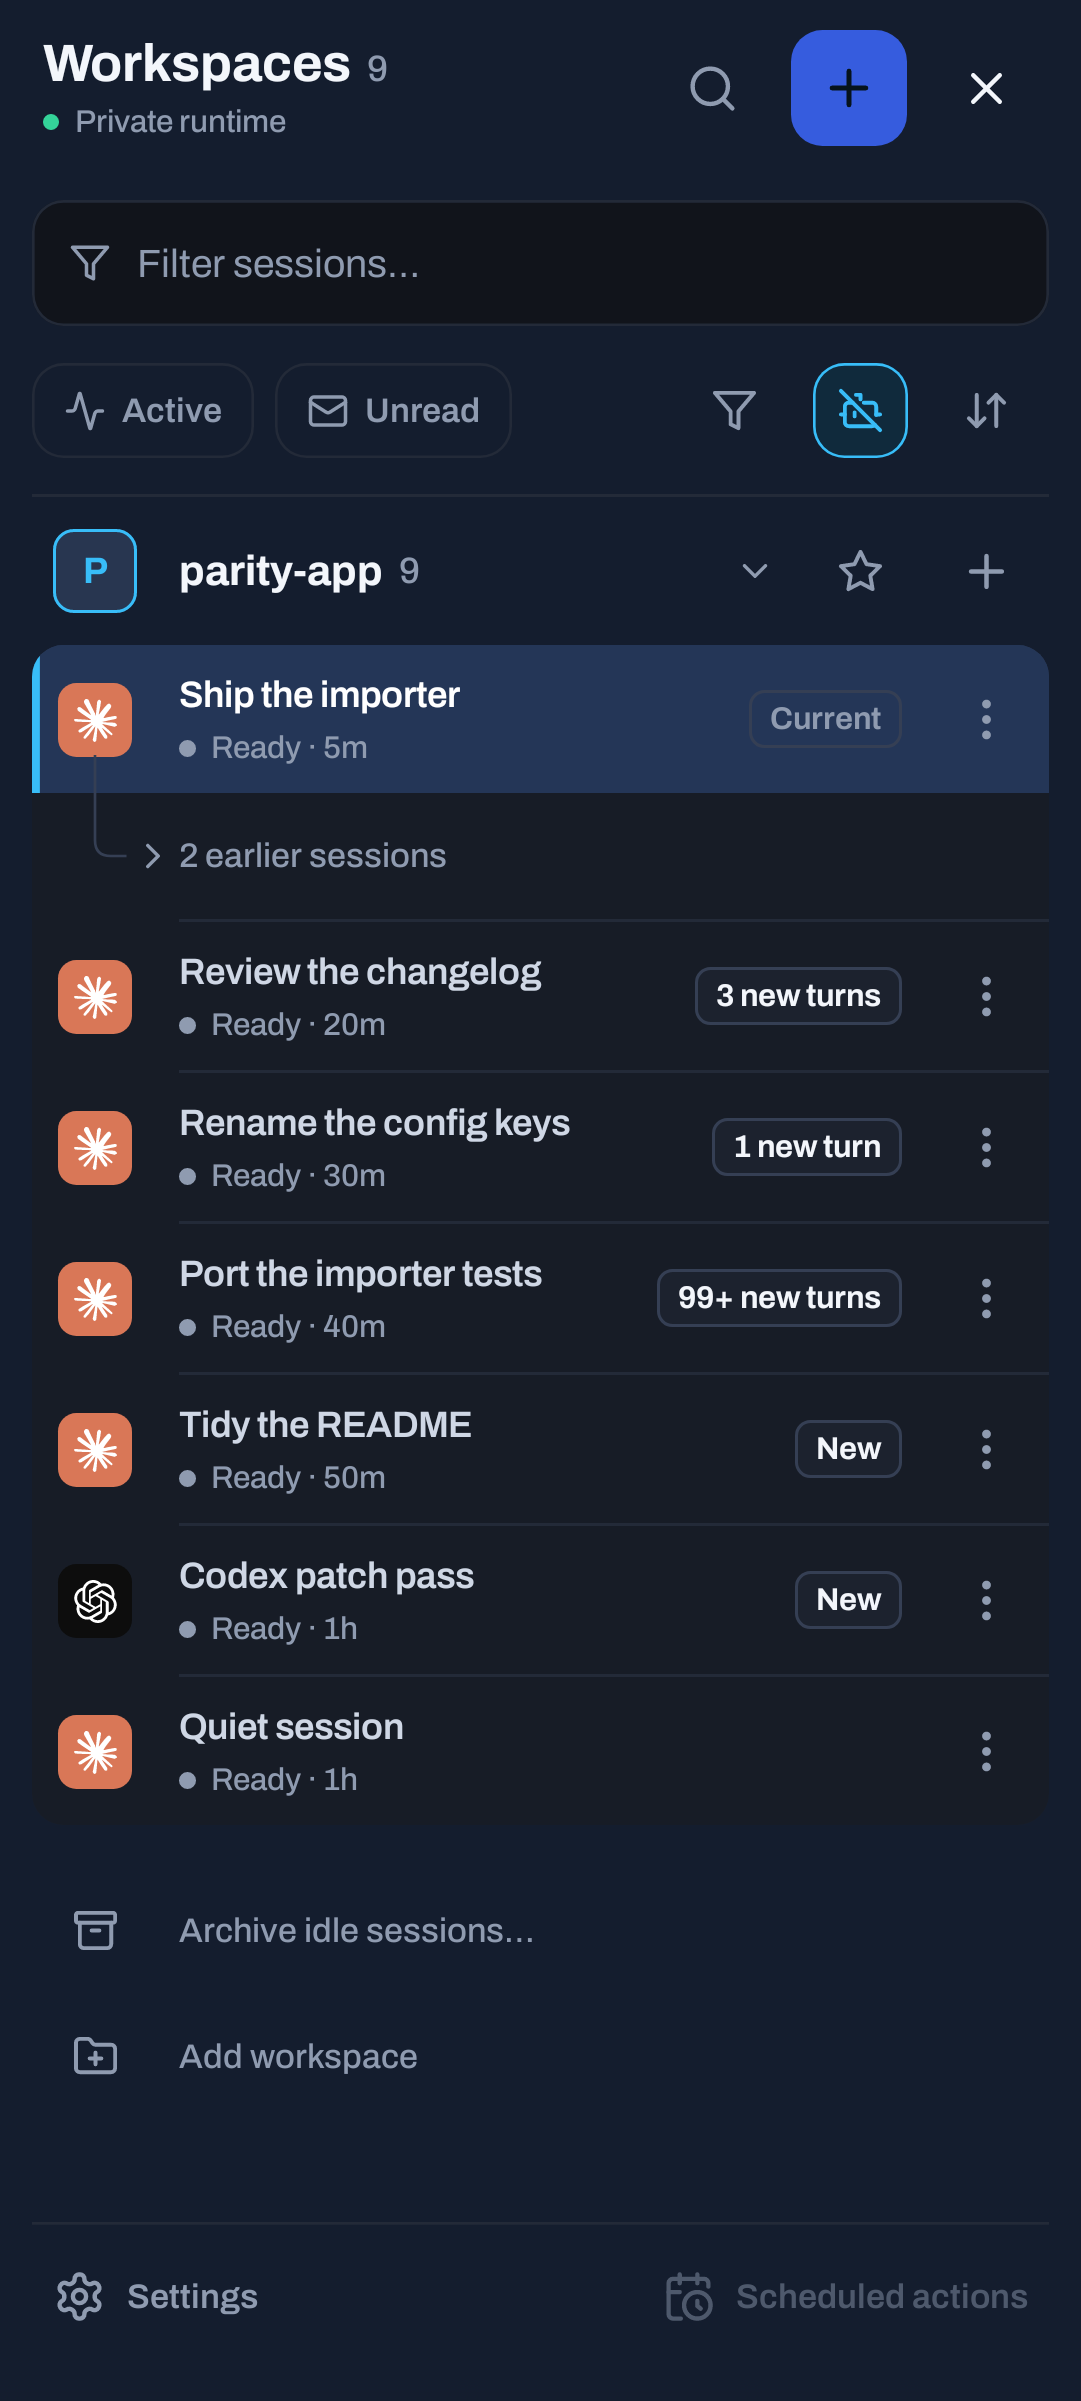 Workspaces 9
Private runtime
Filter sessions...
Active
Unread
P
parity-app 9
Ship the importer
Ready · 5m
Current
2 earlier sessions
Review the changelog
Ready · 20m
3 new turns
Rename the config keys
Ready · 30m
1 new turn
Port the importer tests
Ready · 40m
99+ new turns
Tidy the README
Ready · 50m
New
Codex patch pass
Ready · 1h
New
Quiet session
Ready · 1h
Archive idle sessions...
Add workspace
Settings
Scheduled actions